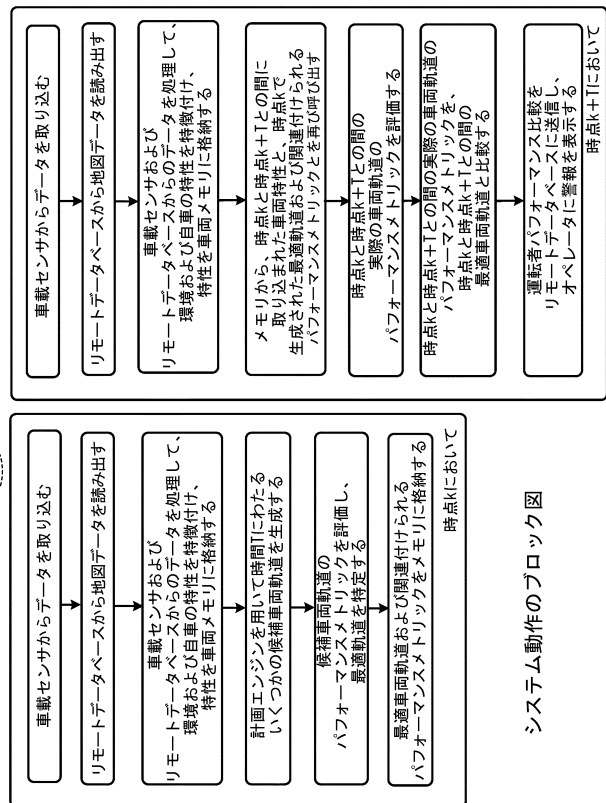 車載センサからデータを取り込む
リモートデータベースから地図データを読み出す
車載センサおよび
リモートデータベースからのデータを処理して、
環境および自車の特性を特徴付け、
特性を車両メモリに格納する
計画エンジンを用いて時間Tにわたる
いくつかの候補車両軌道を生成する
候補車両軌道の
パフォーマンスメトリックを評価し、
最適軌道を特定する
最適車両軌道および関連付けられる
パフォーマンスメトリックをメモリに格納する
時点kにおいて
車載センサからデータを取り込む
リモートデータベースから地図データを読み出す
車載センサおよび
リモートデータベースからのデータを処理して、
環境および自車の特性を特徴付け、
特性を車両メモリに格納する
メモリから、時点kと時点k+Tとの間に
取り込まれた車両特性と、時点kで
生成された最適軌道および関連付けられる
パフォーマンスメトリックとを再び呼び出す
時点kと時点k+Tとの間の
実際の車両軌道の
パフォーマンスメトリックを評価する
時点kと時点k+Tとの間の実際の車両軌道の
パフォーマンスメトリックを、
時点kと時点k+Tとの間の
最適車両軌道と比較する
運転者パフォーマンス比較を
リモートデータベースに送信し、
オペレータに警報を表示する
時点k+Tにおいて
システム動作のブロック図